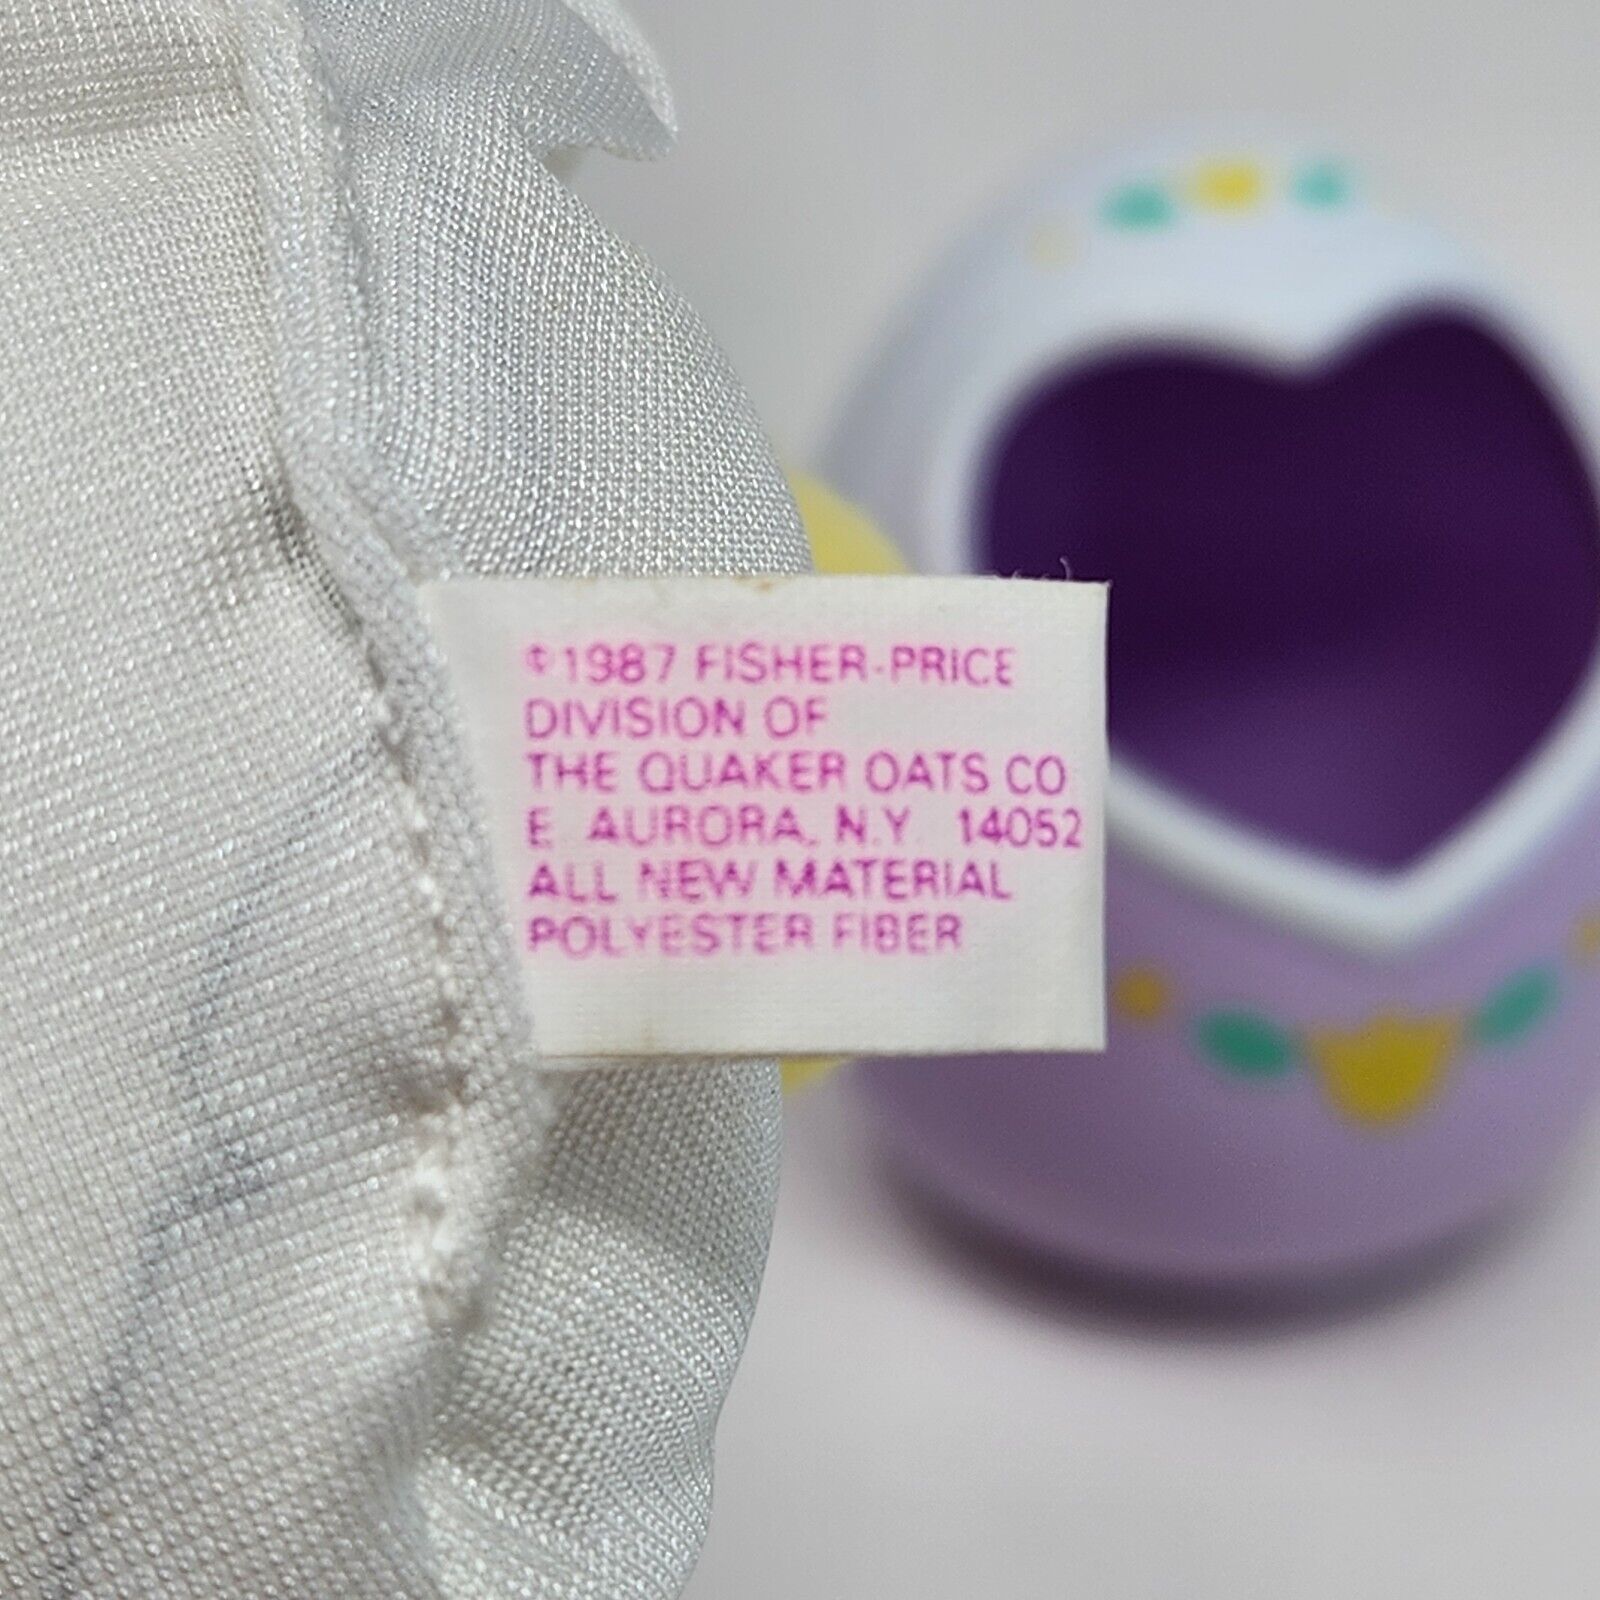 ©1987 FISHER-PRICE
DIVISION OF
THE QUAKER OATS CO
E. AURORA, N.Y. 14052
ALL NEW MATERIAL
POLYESTER FIBER